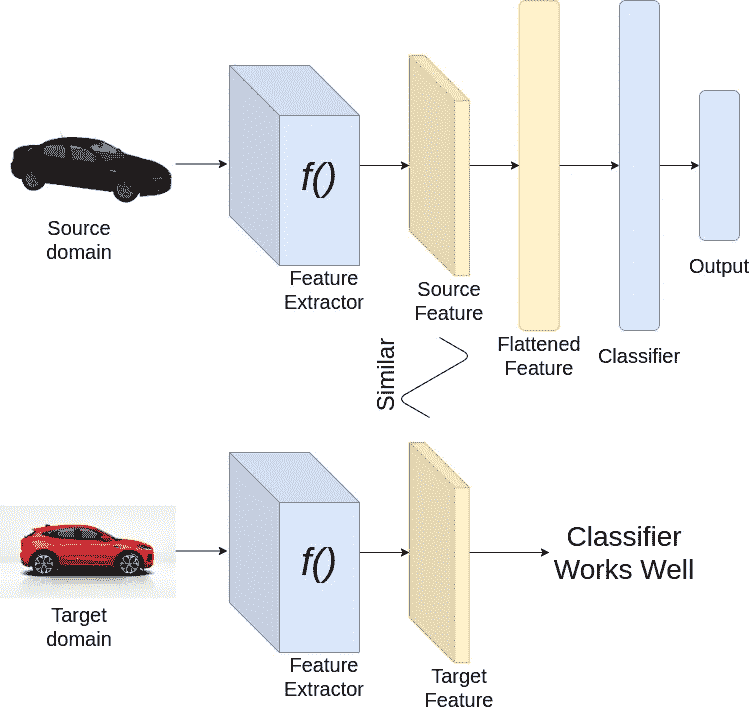 Source
domain
f()
Feature
Extractor
Source
Feature
Flattened
Feature
Classifier
Output
Similar
Target
domain
f()
Feature
Extractor
Target
Feature
Classifier
Works Well